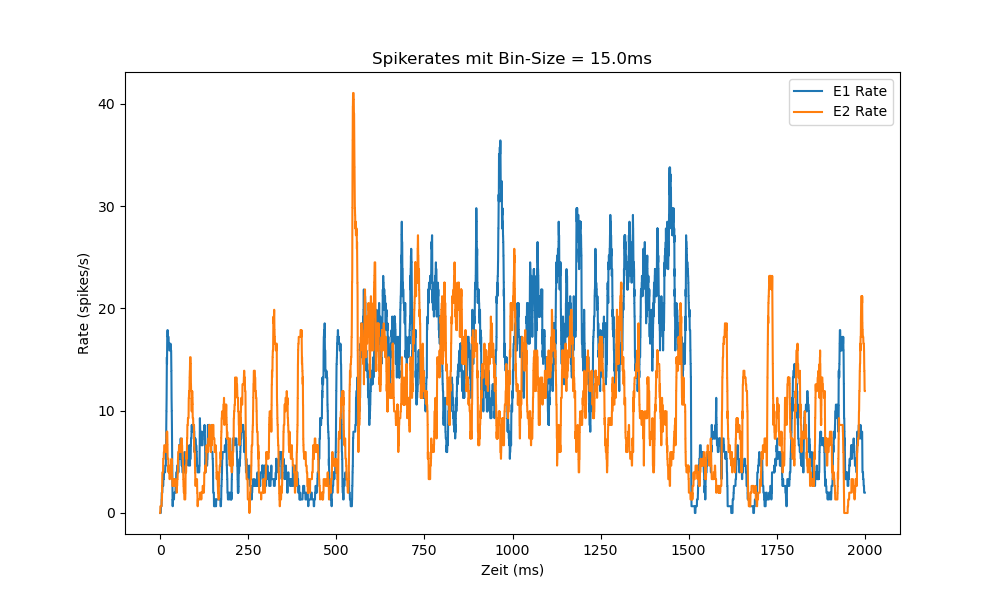 Spikerates mit Bin-Size = 15.0ms
E1 Rate
E2 Rate
Rate (spikes/s)
40
30
20
10
0
0 250 500 750 1000 1250 1500 1750 2000
Zeit (ms)